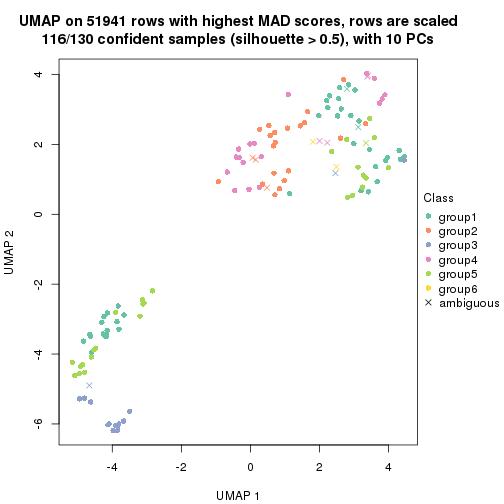 UMAP on 51941 rows with highest MAD scores, rows are scaled
116/130 confident samples (silhouette > 0.5), with 10 PCs
4
2
0
-2
-4
-6
UMAP 2
-4
-2
0
2
4
UMAP 1
Class
group1
group2
group3
group4
group5
group6
ambiguous